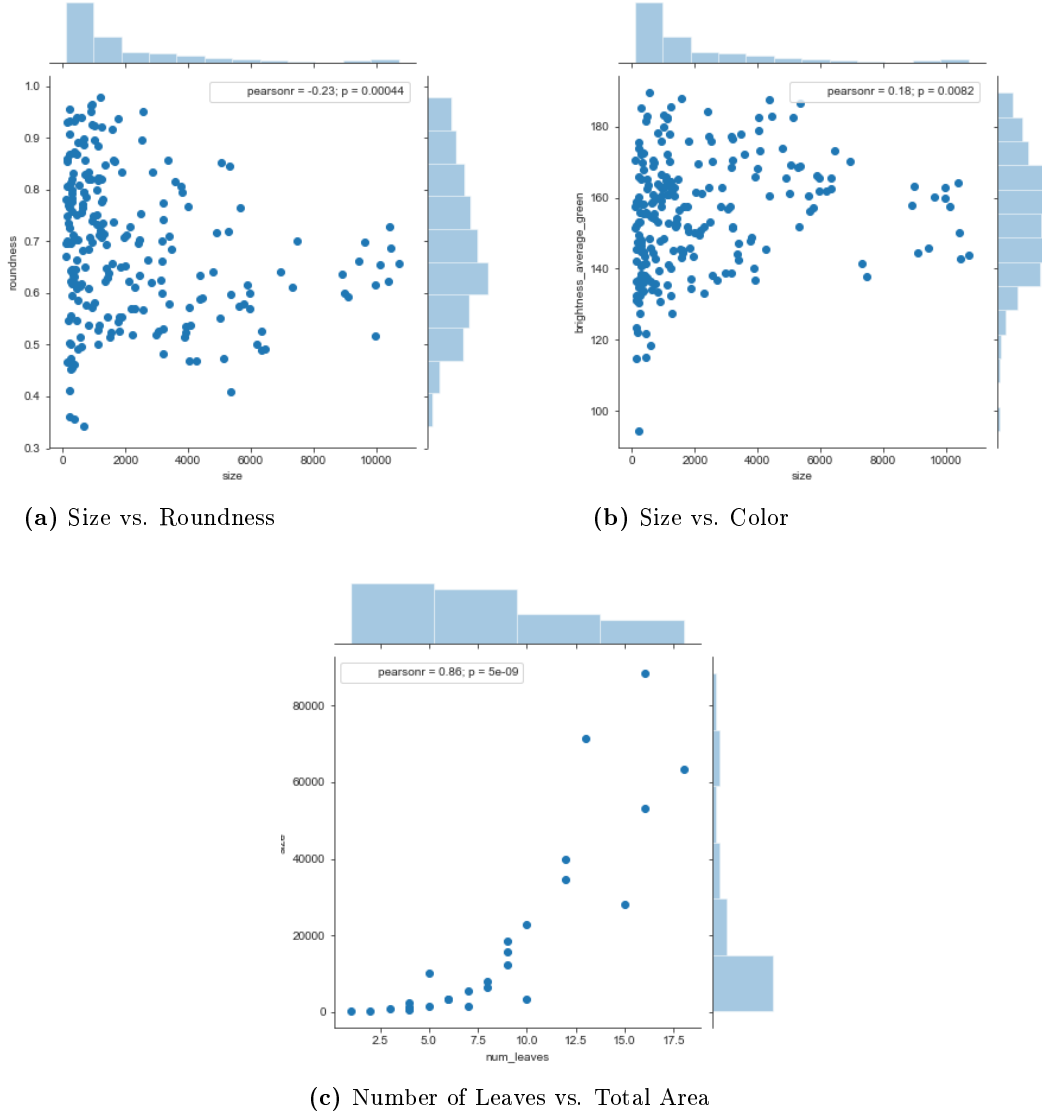 pearsonr = -0.23; p = 0.00044
1.0
0.9
0.8
0.7
0.6
0.5
0.4
0.3
roundness
0 2000 4000 6000 8000 10000
size
(a) Size vs. Roundness
pearsonr = 0.18; p = 0.0082
180
160
140
120
100
brightness_average_green
0 2000 4000 6000 8000 10000
size
(b) Size vs. Color
pearsonr = 0.86; p = 5e-09
80000
60000
40000
20000
0
2.5 5.0 7.5 10.0 12.5 15.0 17.5
num_leaves
(c) Number of Leaves vs. Total Area